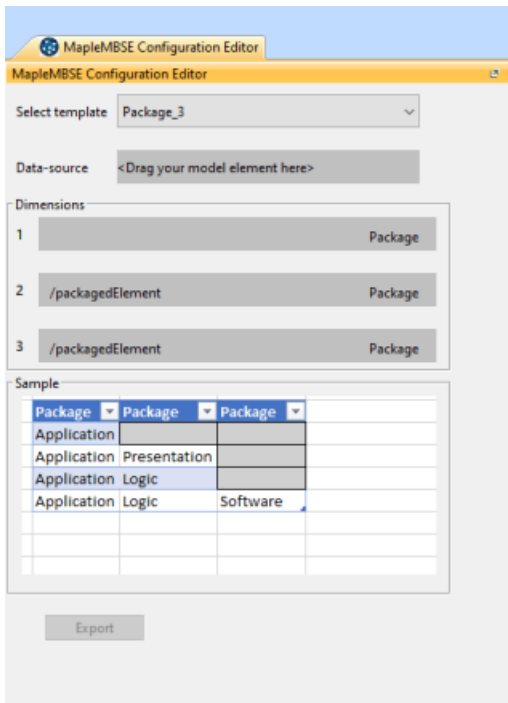 MapleMBSE Configuration Editor
MapleMBSE Configuration Editor
Select template Package_3
Data-source <Drag your model element here>
Dimensions
1 Package
2 /packagedElement Package
3 /packagedElement Package
Sample
Package Package Package
Application
Application Presentation
Application Logic
Application Logic Software
Export